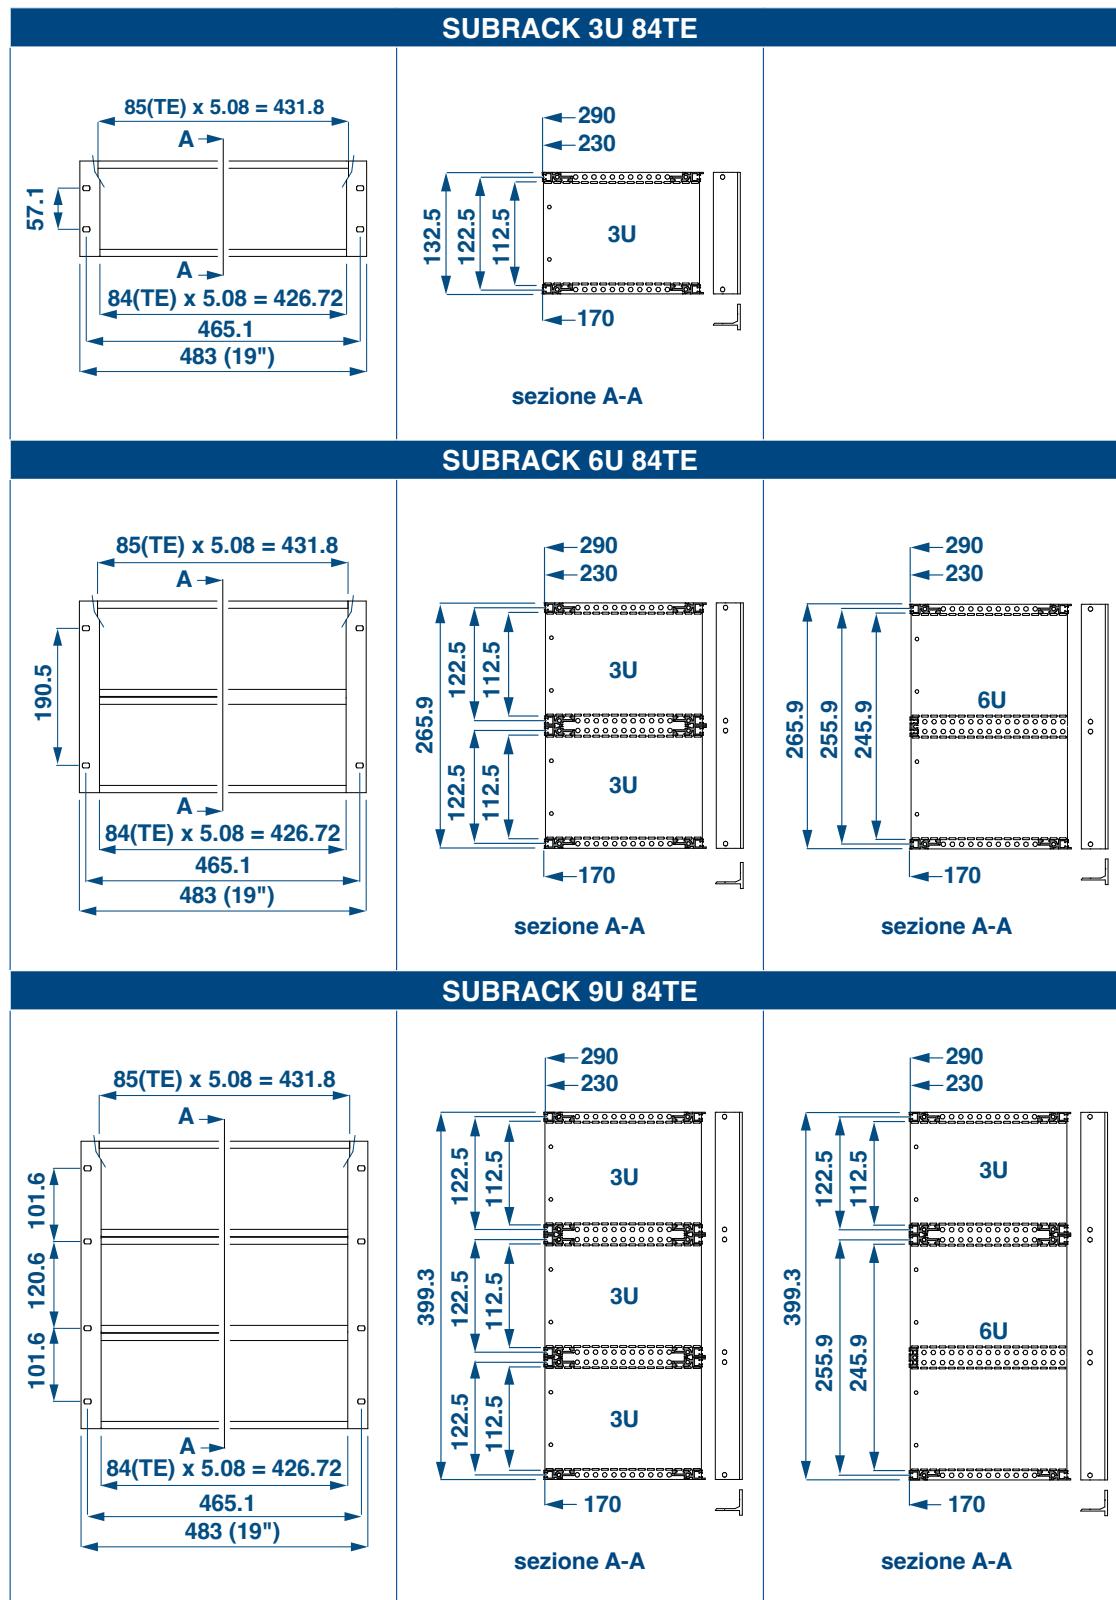 SUBRACK 3U 84TE
85(TE) x 5.08 = 431.8
A
57.1
A
84(TE) x 5.08 = 426.72
465.1
483 (19")
290
230
132.5
122.5
112.5
3U
170
sezione A-A
SUBRACK 6U 84TE
85(TE) x 5.08 = 431.8
A
190.5
A
84(TE) x 5.08 = 426.72
465.1
483 (19")
290
230
265.9
122.5
112.5
3U
122.5
112.5
3U
170
sezione A-A
290
230
265.9
255.9
245.9
6U
170
sezione A-A
SUBRACK 9U 84TE
85(TE) x 5.08 = 431.8
A
101.6
120.6
101.6
A
84(TE) x 5.08 = 426.72
465.1
483 (19")
290
230
399.3
122.5
112.5
3U
122.5
112.5
3U
122.5
112.5
3U
170
sezione A-A
290
230
399.3
122.5
112.5
3U
255.9
245.9
6U
170
sezione A-A